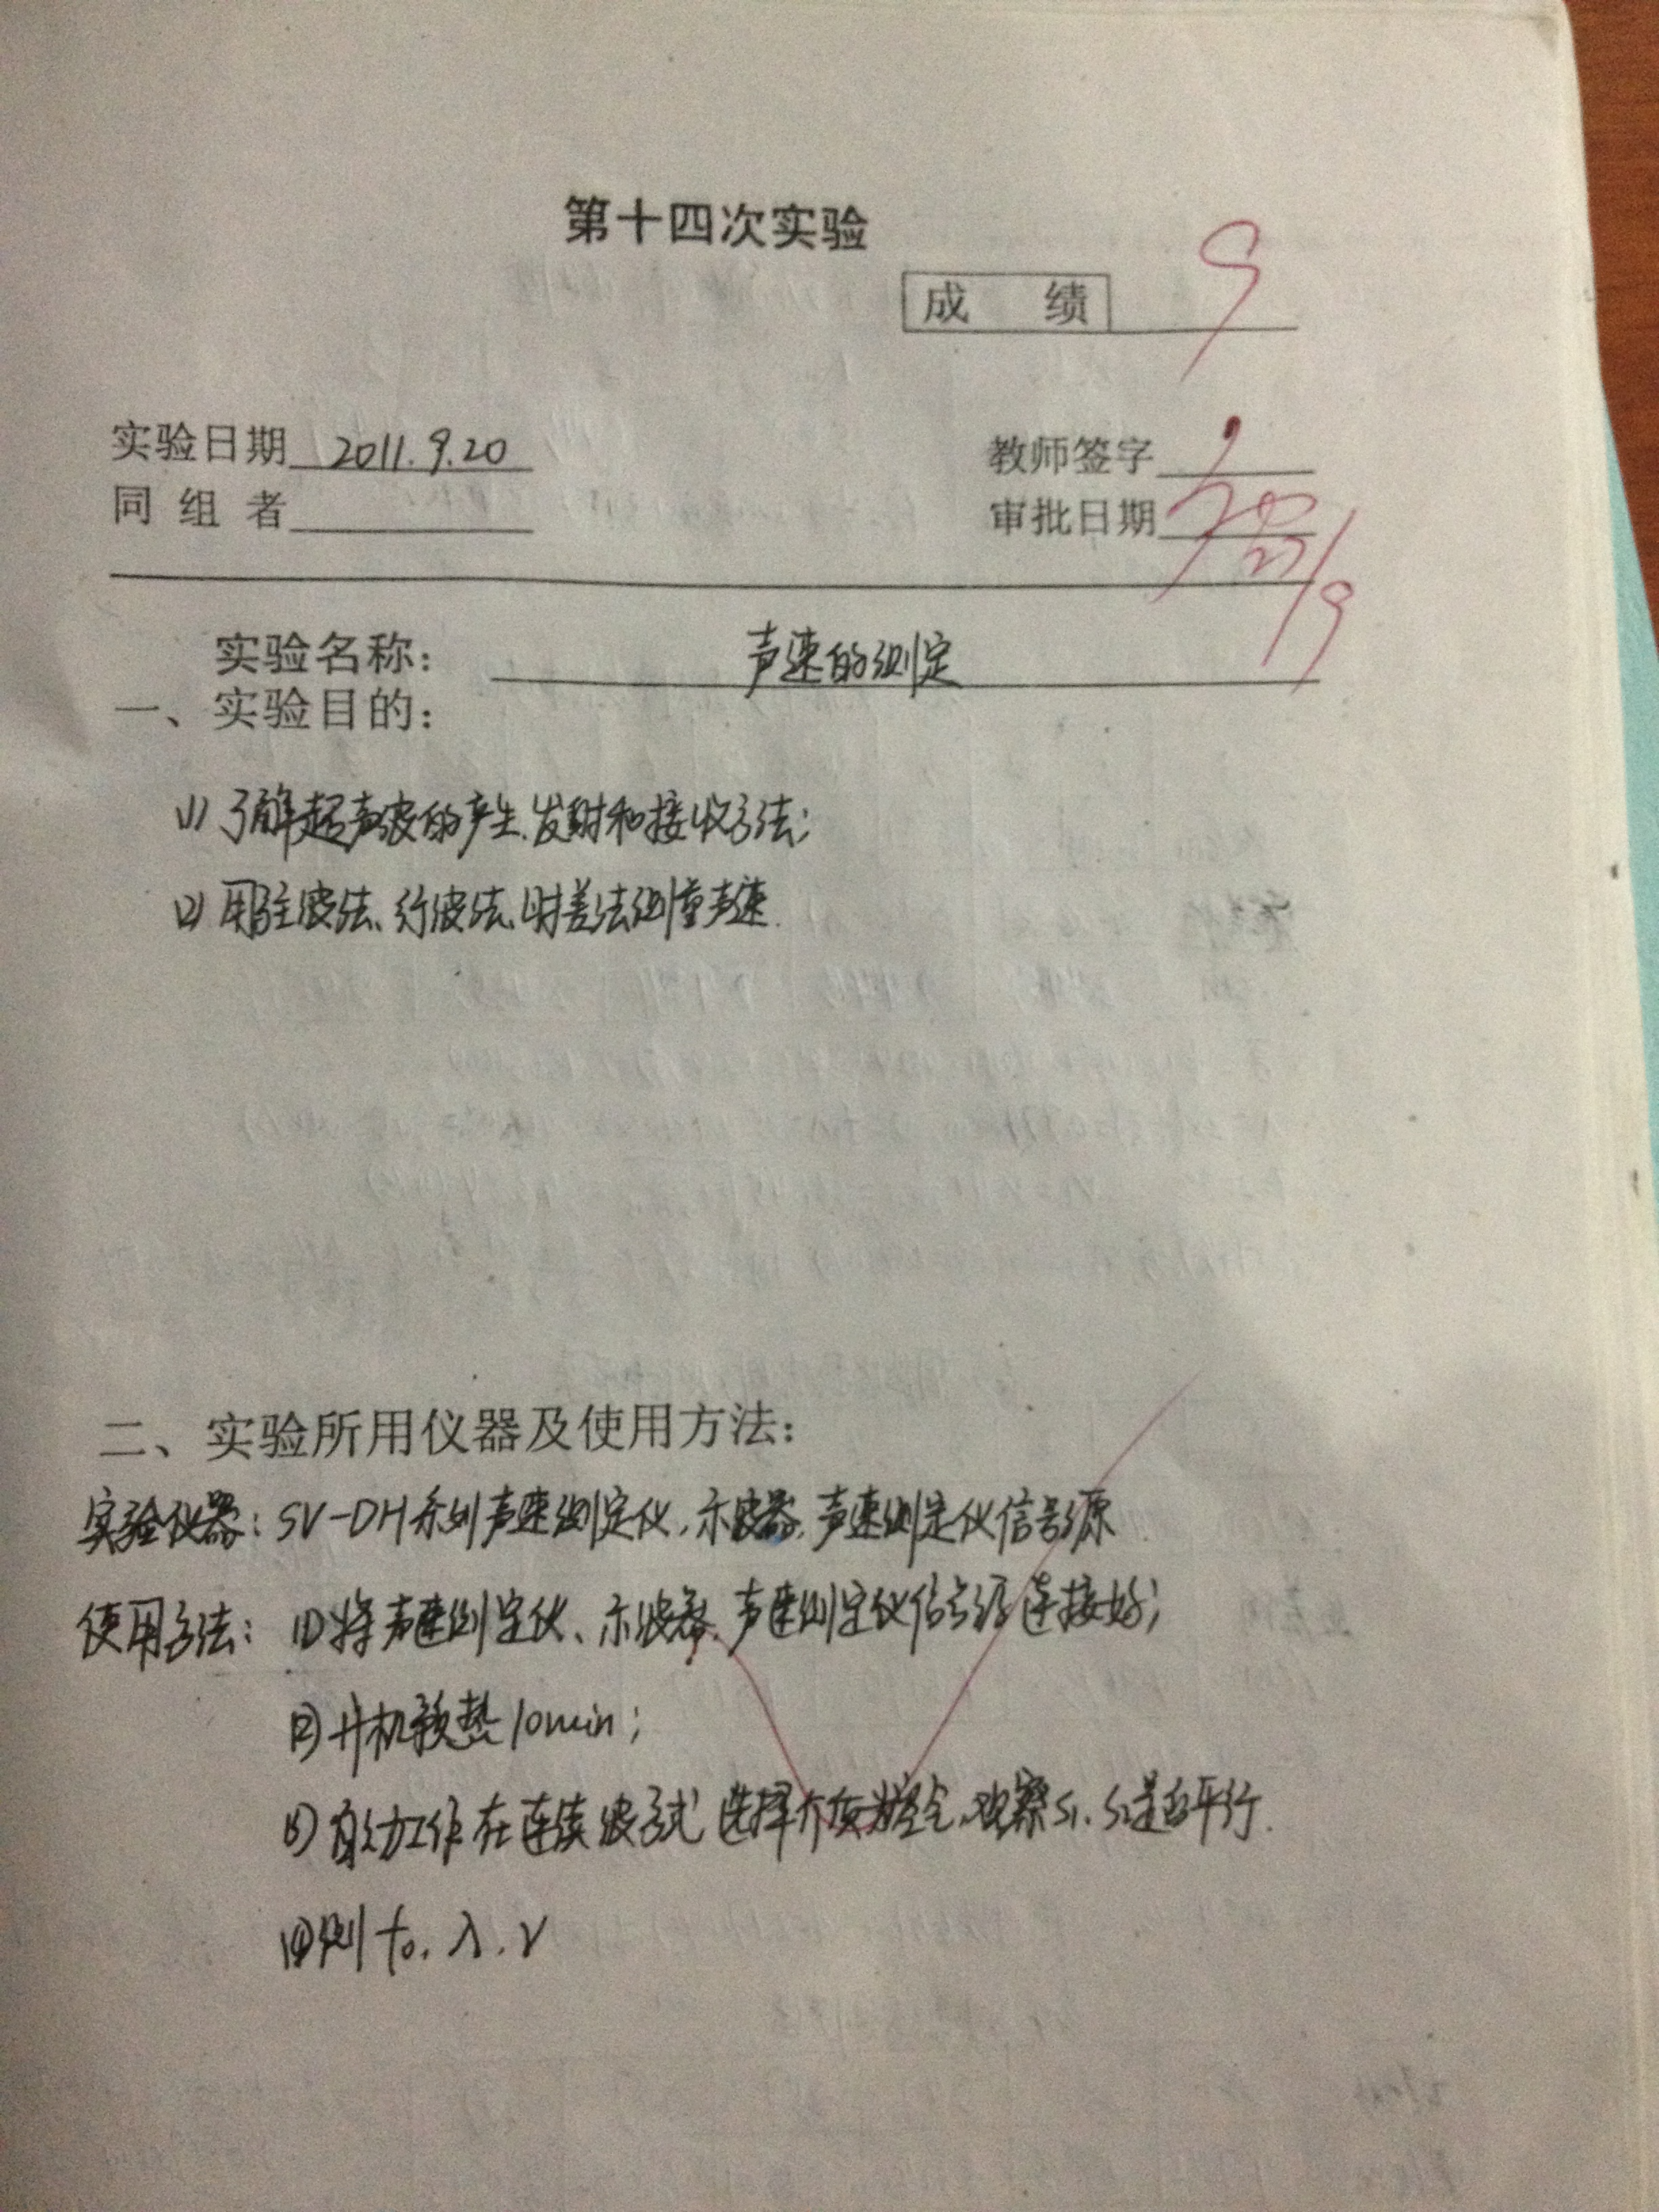 第十四次实验
成 绩 9
实验日期 2011.9.20 教师签字
同 组 者 审批日期 21/9
实验名称： 声速的测定
一、实验目的：
(1) 了解超声波的产生、发射和接收方法；
(2) 用驻波法、行波法、时差法测量声速.
二、实验所用仪器及使用方法：
实验仪器：SV-DH系列声速测定仪、示波器、声速测定仪信号源
使用方法：(1)将声速测定仪、示波器、声速测定仪信号源连接好；
(2)开机预热10min；
(3)自动工作在连续波方式 选择介质为空气，观察S1、S2是否平行.
(4)测 f0. λ. v